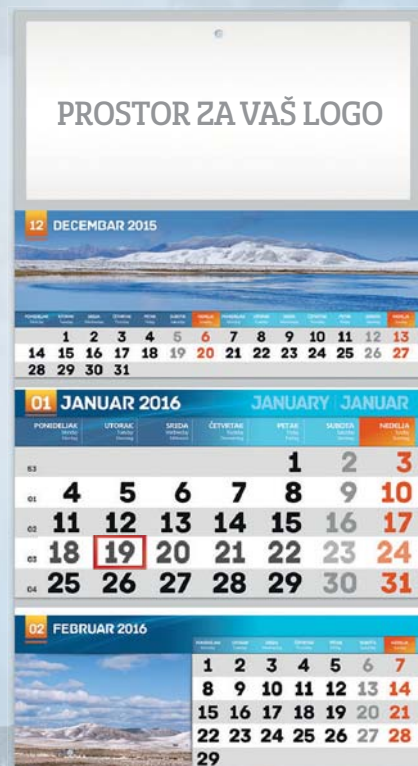 PROSTOR ZA VAŠ LOGO
12 DECEMBAR 2015
1 2 3 4 5 6 7 8 9 10 11 12 13
14 15 16 17 18 19 20 21 22 23 24 25 26 27
28 29 30 31
01 JANUAR 2016 JANUARY JANUAR
PONEDELJAK UTORAK SREDA ČETVRTAK PETAK SUBOTA NEDELJA
53 1 2 3
01 4 5 6 7 8 9 10
02 11 12 13 14 15 16 17
03 18 19 20 21 22 23 24
04 25 26 27 28 29 30 31
02 FEBRUAR 2016
1 2 3 4 5 6 7
8 9 10 11 12 13 14
15 16 17 18 19 20 21
22 23 24 25 26 27 28
29